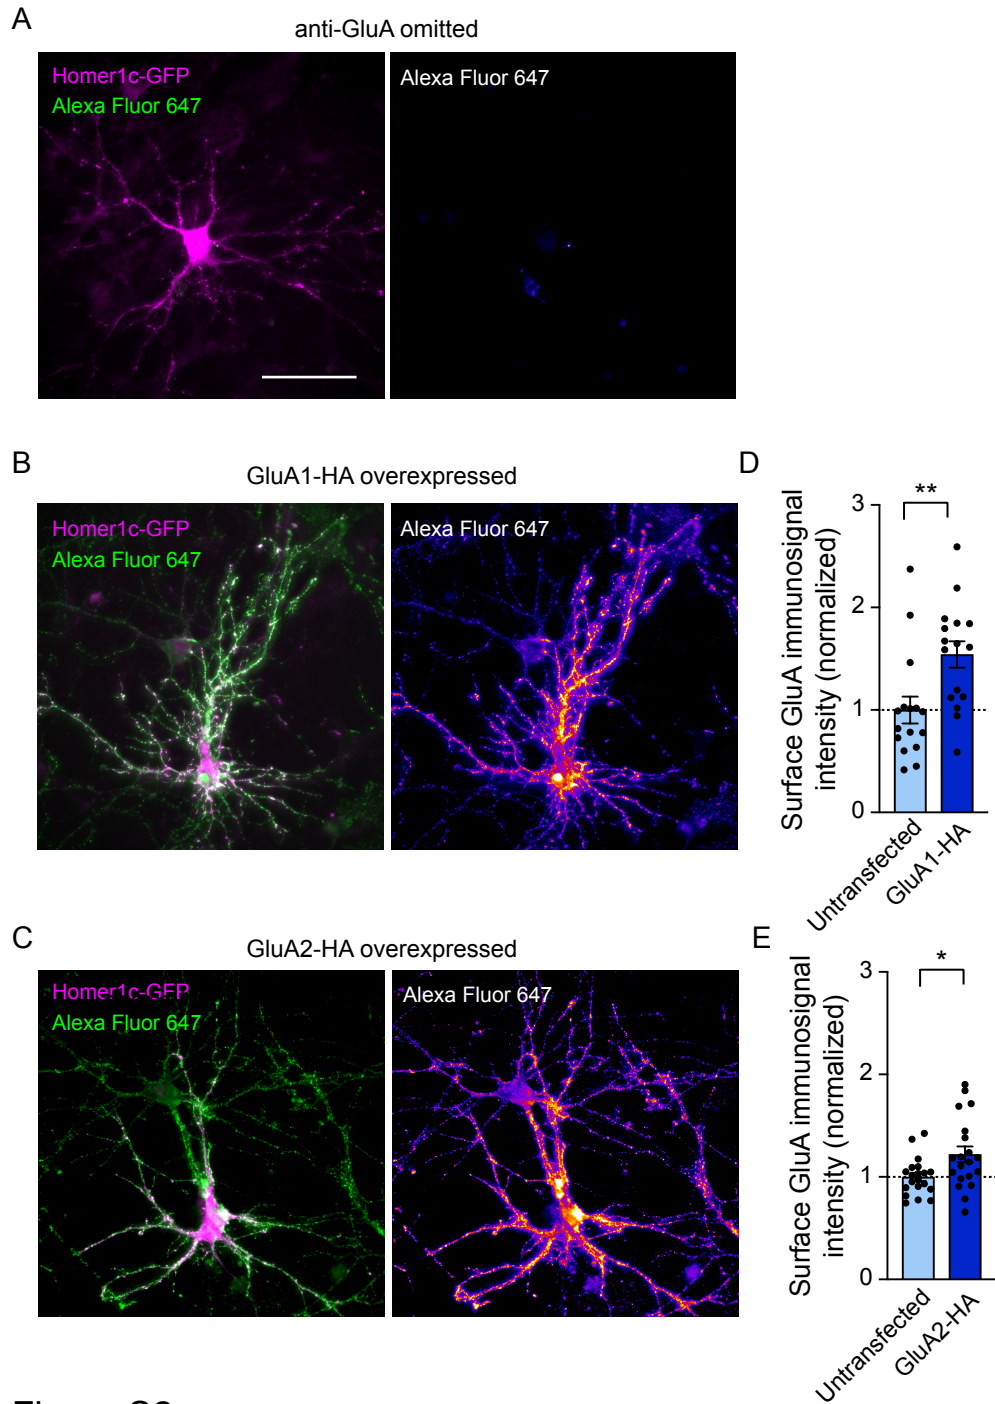 A
anti-GluA omitted
Homer1c-GFP
Alexa Fluor 647
Alexa Fluor 647
B
GluA1-HA overexpressed
Homer1c-GFP
Alexa Fluor 647
Alexa Fluor 647
D
Surface GluA immunosignal
intensity (normalized)
3
2
1
0
**
Untransfected
GluA1-HA
C
GluA2-HA overexpressed
Homer1c-GFP
Alexa Fluor 647
Alexa Fluor 647
E
Surface GluA immunosignal
intensity (normalized)
3
2
1
0
*
Untransfected
GluA2-HA